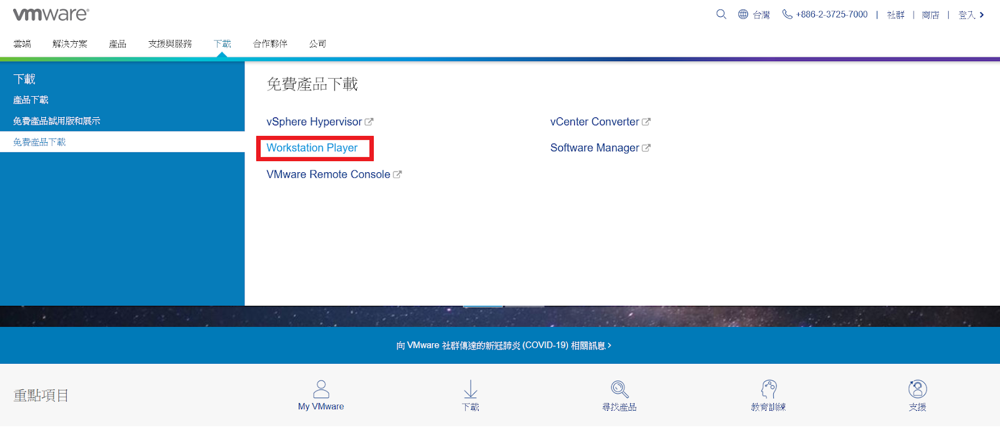 vmware®
台灣 +886-2-3725-7000 | 社群 | 商店 | 登入
雲端 解決方案 產品 支援與服務 下載 合作夥伴 公司
下載
產品下載
免費產品試用版和展示
免費產品下載
免費產品下載
vSphere Hypervisor
vCenter Converter
Workstation Player
Software Manager
VMware Remote Console
向 VMware 社群傳達的新冠肺炎 (COVID-19) 相關訊息
重點項目
My VMware
下載
尋找產品
教育訓練
支援